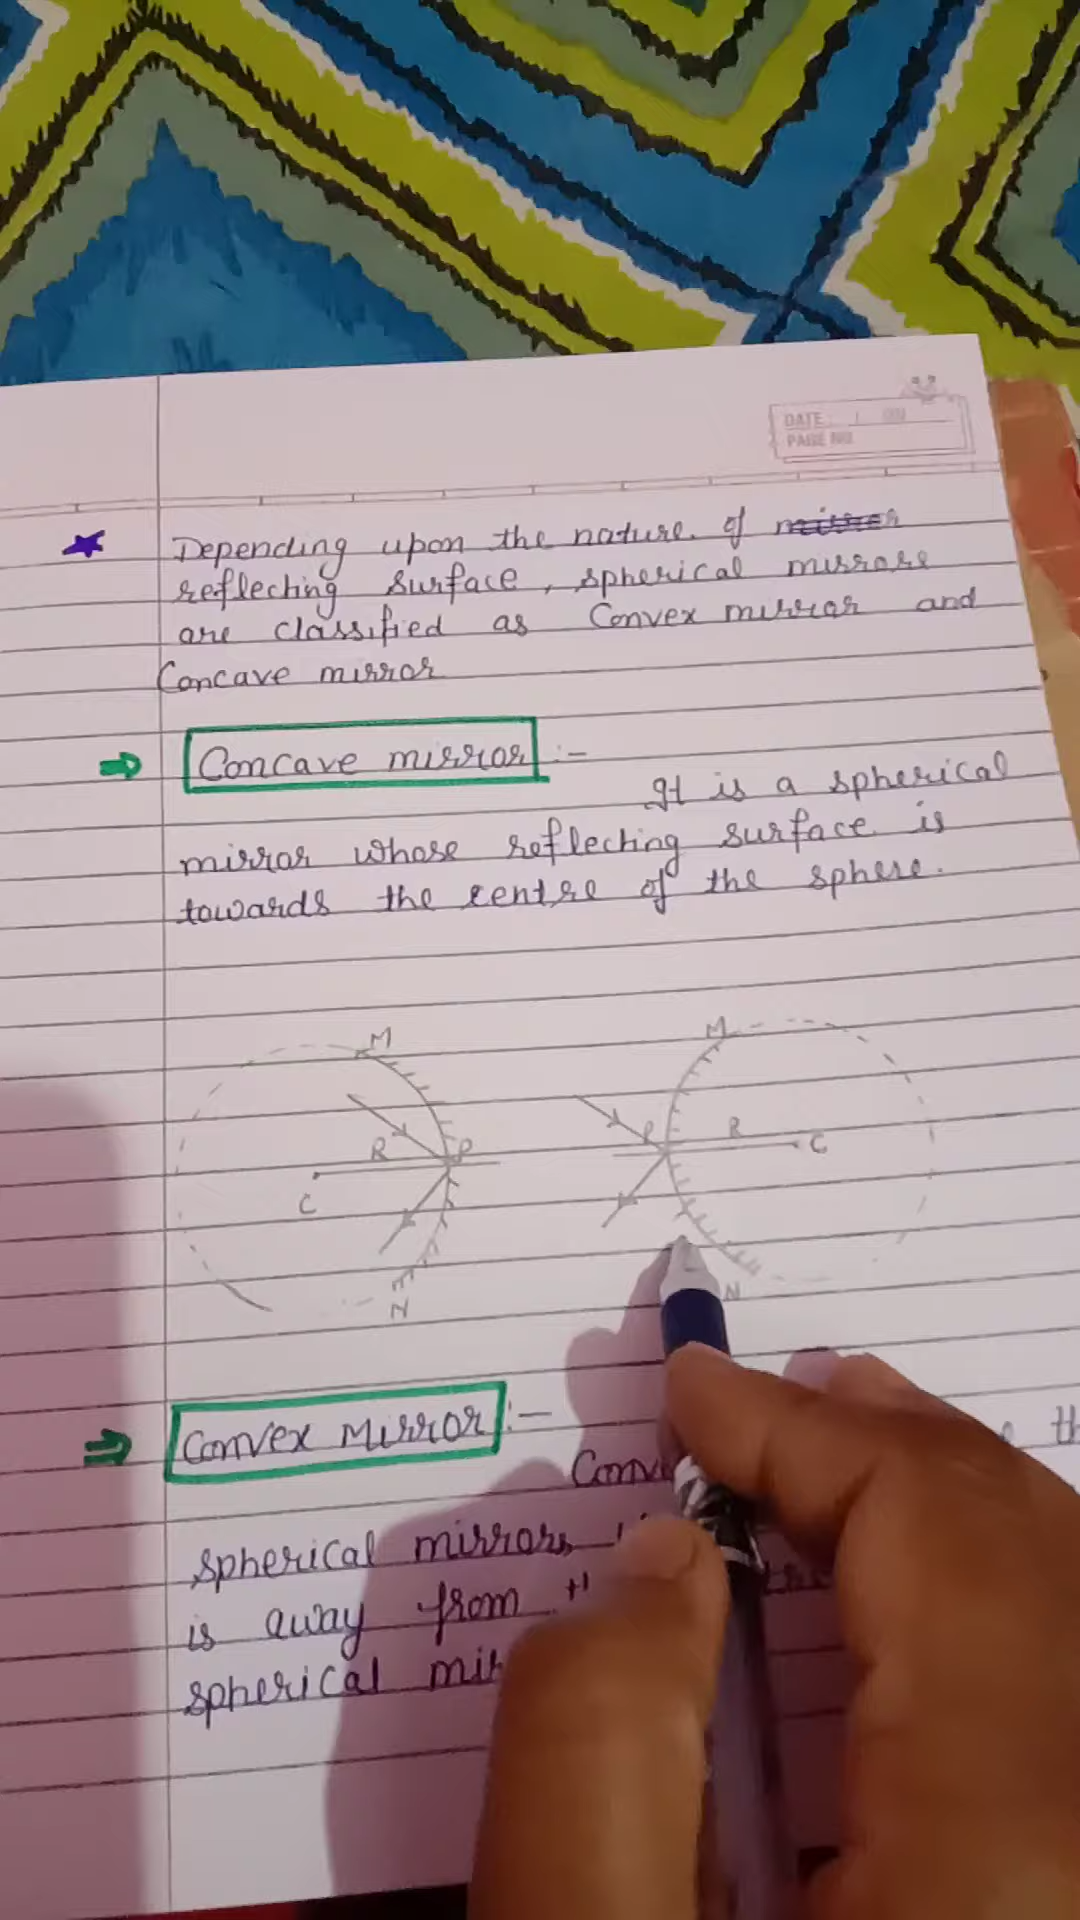 DATE
PAGE NO.
Depending upon the nature of mirror
reflecting surface, spherical mirrors
are classified as Convex mirror and
Concave mirror
Concave mirror :-
It is a spherical
mirror whose reflecting surface is
towards the centre of the sphere.
M M
R P P R C
C
N N
Convex Mirror :-
spherical mirrors
is away from
spherical